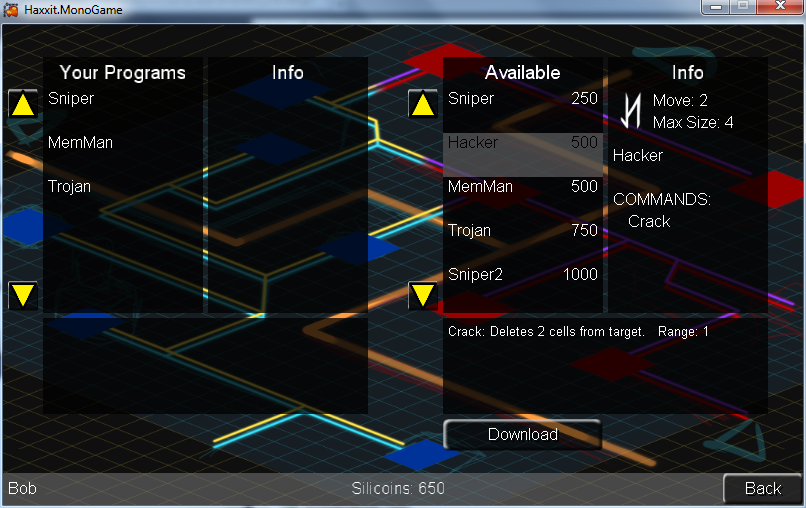 Haxxit.MonoGame
Your Programs
Sniper
MemMan
Trojan
Info
Available
Sniper 250
Hacker 500
MemMan 500
Trojan 750
Sniper2 1000
Info
Move: 2
Max Size: 4
Hacker
COMMANDS:
Crack
Crack: Deletes 2 cells from target. Range: 1
Download
Bob
Silicoins: 650
Back